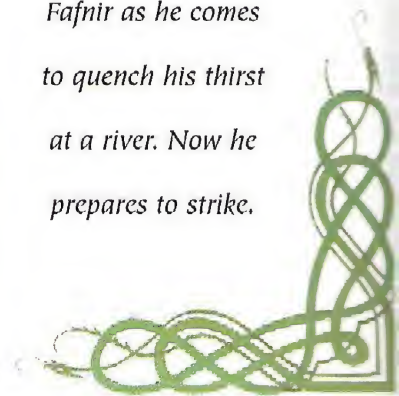 Fafnir as he comes
to quench his thirst
at a river. Now he
prepares to strike.